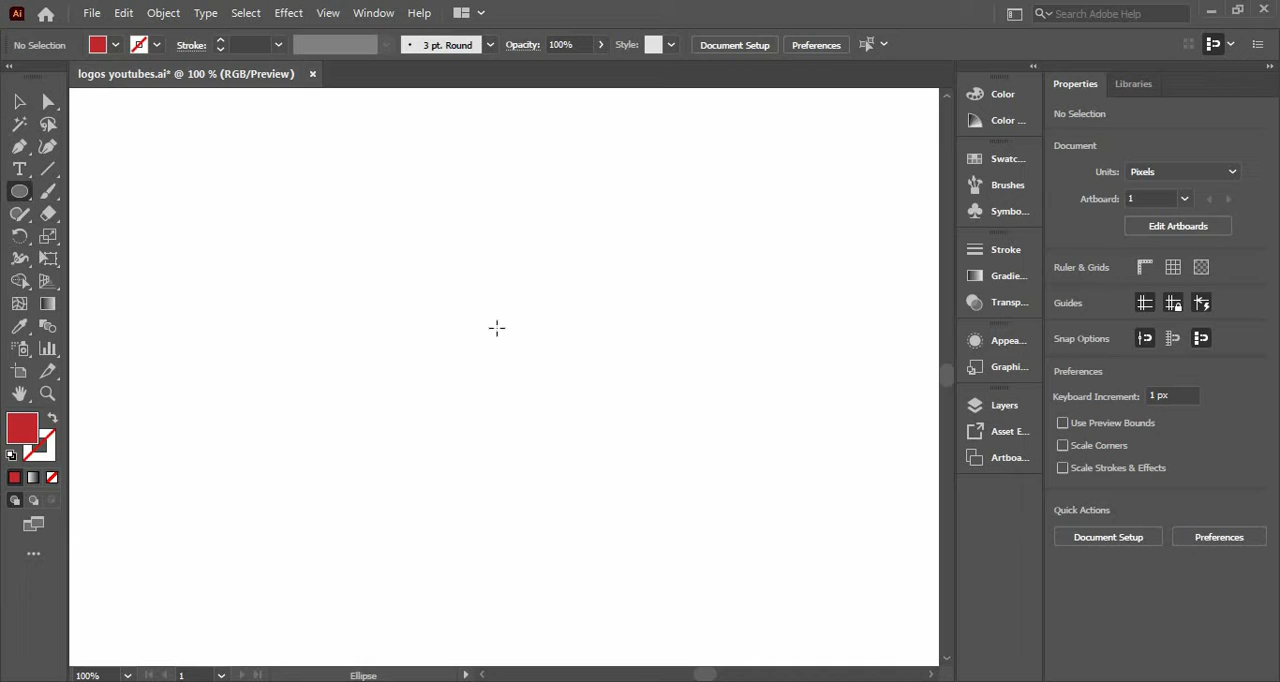 Ai File Edit Object Type Select Effect View Window Help Search Adobe Help
No Selection Stroke: 3 pt. Round Opacity: 100% Style: Document Setup Preferences
logos youtubes.ai* @ 100 % (RGB/Preview)
Color
Color ...
Swatc...
Brushes
Symbo...
Stroke
Gradie...
Transp...
Appea...
Graphi...
Layers
Asset E...
Artboa...
Properties Libraries
No Selection
Document
Units: Pixels
Artboard: 1
Edit Artboards
Ruler & Grids
Guides
Snap Options
Preferences
Keyboard Increment: 1 px
Use Preview Bounds
Scale Corners
Scale Strokes & Effects
Quick Actions
Document Setup Preferences
100% 1 Ellipse